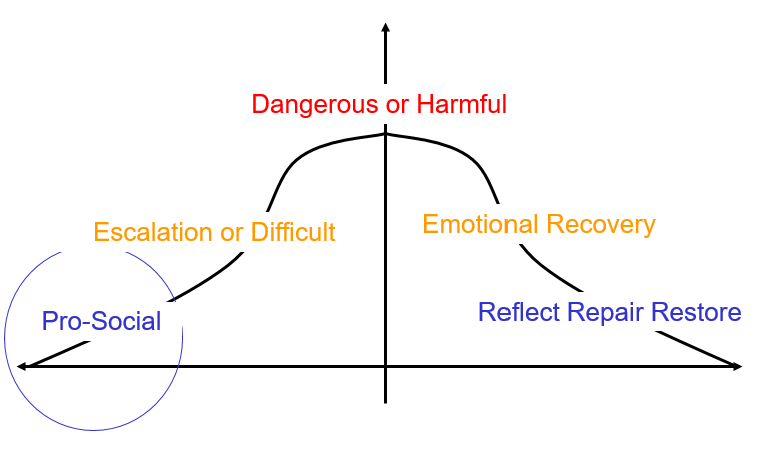 Dangerous or Harmful
Escalation or Difficult
Emotional Recovery
Pro-Social
Reflect Repair Restore